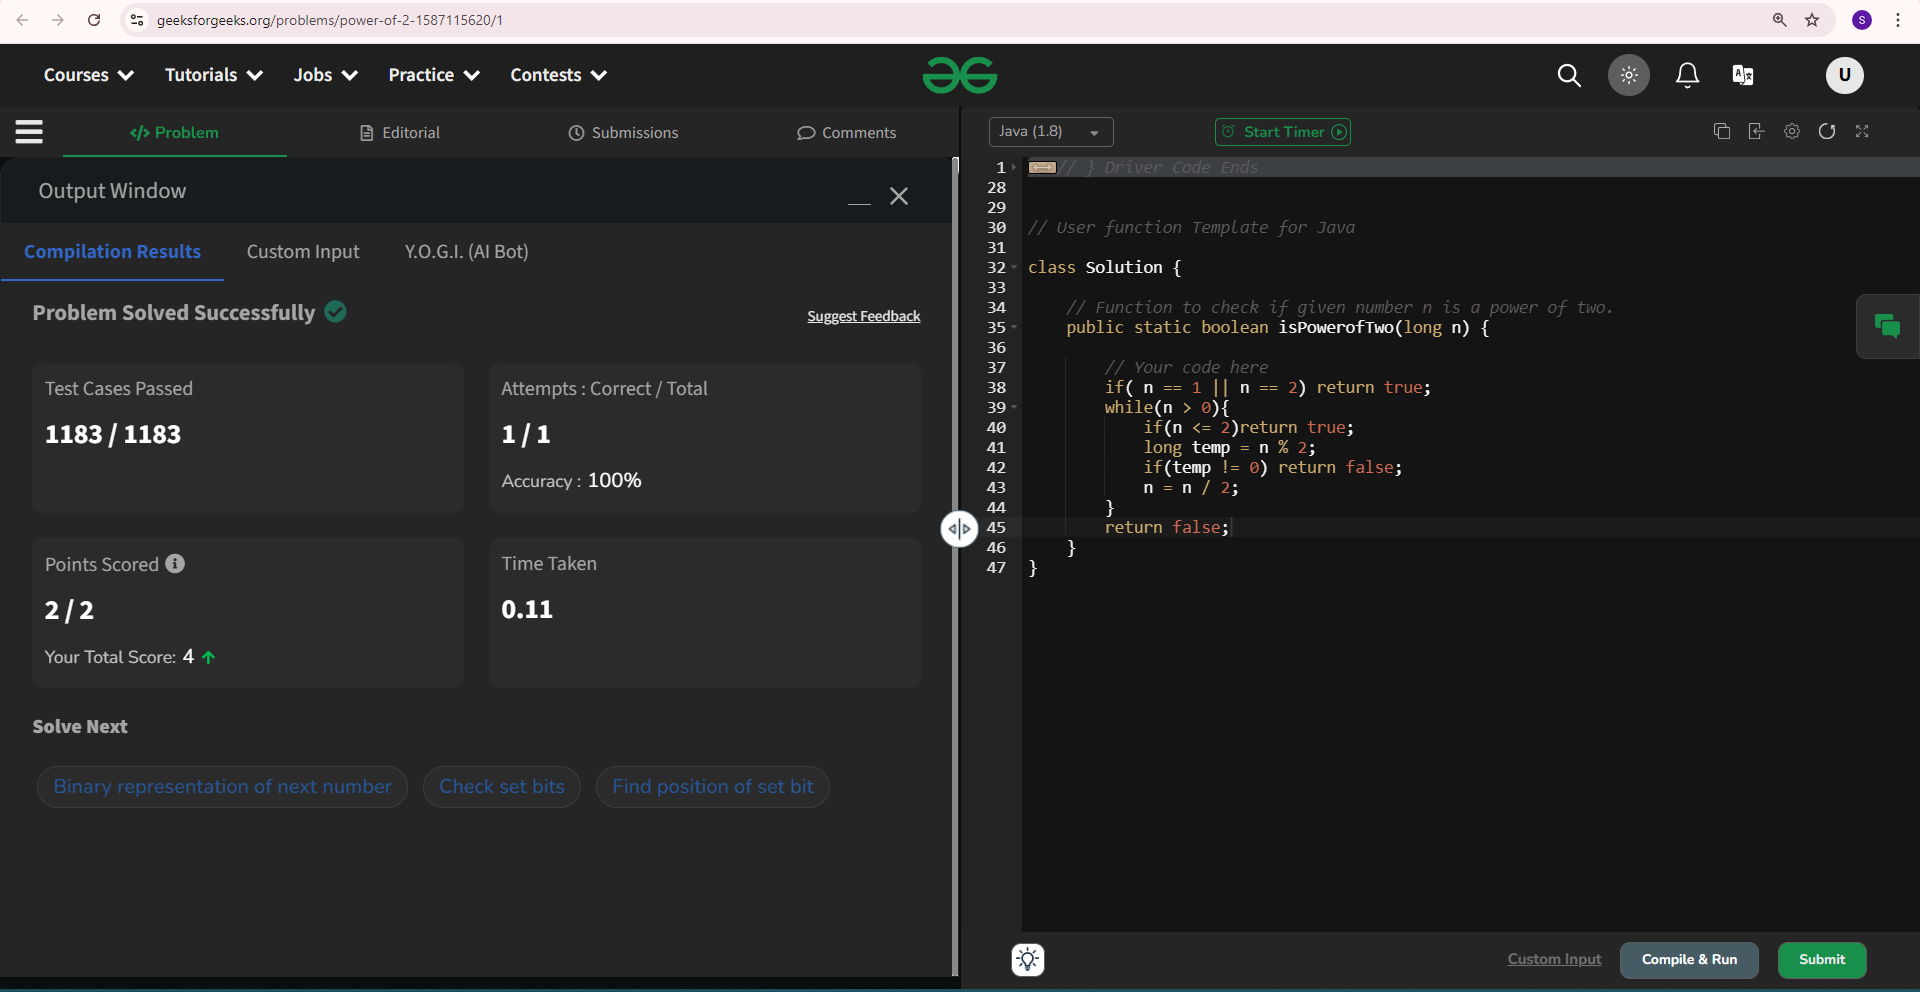 geeksforgeeks.org/problems/power-of-2-1587115620/1
S
Courses
Tutorials
Jobs
Practice
Contests
U
</> Problem
Editorial
Submissions
Comments
Output Window
Compilation Results
Custom Input
Y.O.G.I. (AI Bot)
Problem Solved Successfully
Suggest Feedback
Test Cases Passed
1183 / 1183
Attempts : Correct / Total
1 / 1
Accuracy : 100%
Points Scored
2 / 2
Your Total Score: 4
Time Taken
0.11
Solve Next
Binary representation of next number
Check set bits
Find position of set bit
Java (1.8)
Start Timer
1 // } Driver Code Ends
28
29
30 // User function Template for Java
31
32 class Solution {
33
34     // Function to check if given number n is a power of two.
35     public static boolean isPowerofTwo(long n) {
36
37         // Your code here
38         if( n == 1 || n == 2) return true;
39         while(n > 0){
40             if(n <= 2)return true;
41             long temp = n % 2;
42             if(temp != 0) return false;
43             n = n / 2;
44         }
45         return false;
46     }
47 }
Custom Input
Compile & Run
Submit